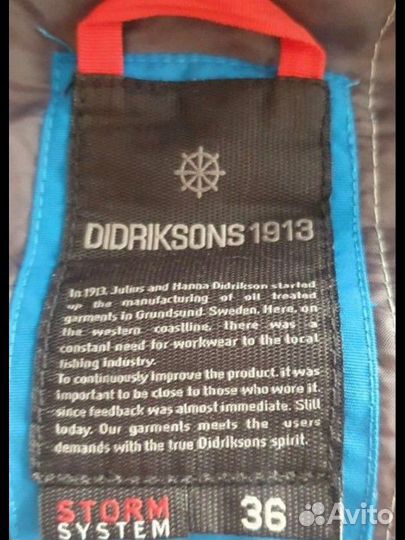 DIDRIKSONS 1913
In 1913, Julius and Hanna Didrikson started
up the manufacturing of oil treated
garments in Grundsund, Sweden. Here, on
the western coastline, there was a
constant need for workwear to the local
fishing industry.
To continously improve the product, it was
important to be close to those who wore it,
since feedback was almost immediate. Still
today. Our garments meets the users
demands with the true Didriksons spirit.
STORM
SYSTEM
36
Avito